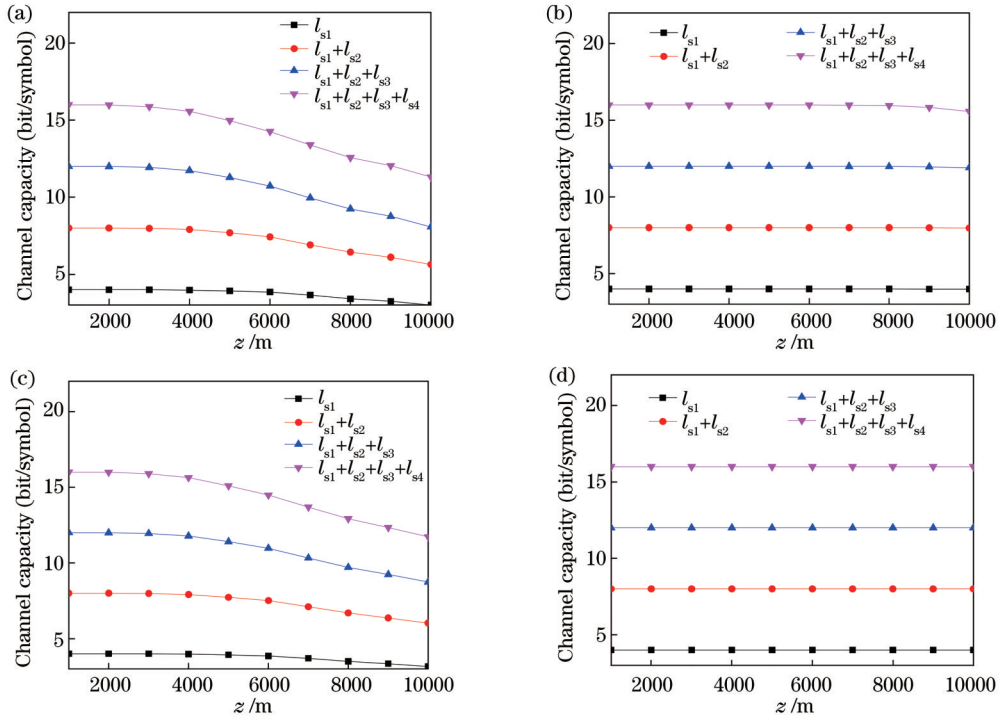 (a)
l_s1
l_s1+l_s2
l_s1+l_s2+l_s3
l_s1+l_s2+l_s3+l_s4
20
15
10
5
Channel capacity (bit/symbol)
2000 4000 6000 8000 10000
z /m
(b)
l_s1 l_s1+l_s2+l_s3
l_s1+l_s2 l_s1+l_s2+l_s3+l_s4
20
15
10
5
Channel capacity (bit/symbol)
2000 4000 6000 8000 10000
z /m
(c)
l_s1
l_s1+l_s2
l_s1+l_s2+l_s3
l_s1+l_s2+l_s3+l_s4
20
15
10
5
Channel capacity (bit/symbol)
2000 4000 6000 8000 10000
z /m
(d)
l_s1 l_s1+l_s2+l_s3
l_s1+l_s2 l_s1+l_s2+l_s3+l_s4
20
15
10
5
Channel capacity (bit/symbol)
2000 4000 6000 8000 10000
z /m